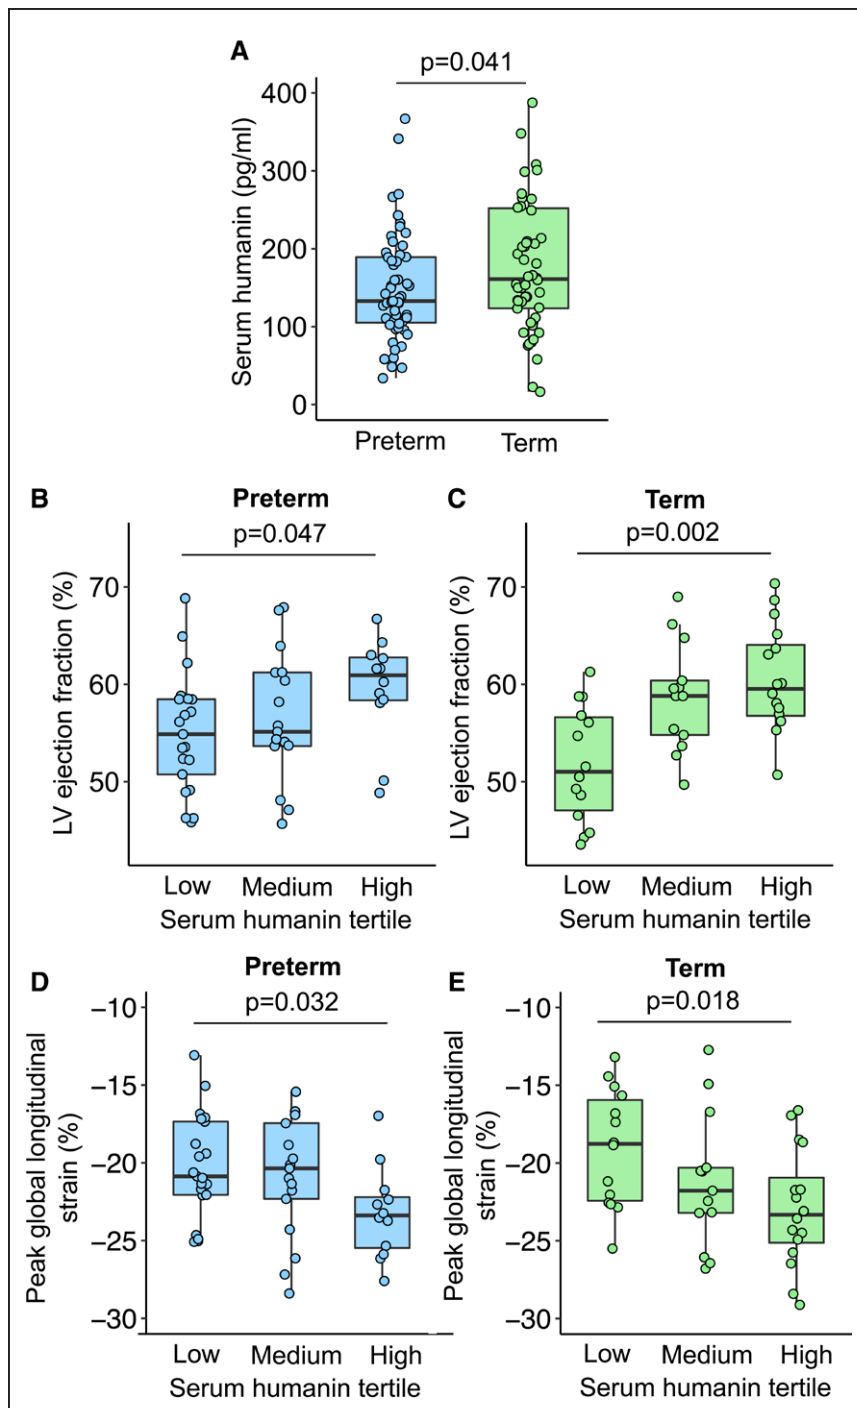 A
p=0.041
Serum humanin (pg/ml)
400
300
200
100
0
Preterm Term
B Preterm
p=0.047
LV ejection fraction (%)
70
60
50
Low Medium High
Serum humanin tertile
C Term
p=0.002
LV ejection fraction (%)
70
60
50
Low Medium High
Serum humanin tertile
D Preterm
p=0.032
Peak global longitudinal
strain (%)
−10
−15
−20
−25
−30
Low Medium High
Serum humanin tertile
E Term
p=0.018
Peak global longitudinal
strain (%)
−10
−15
−20
−25
−30
Low Medium High
Serum humanin tertile